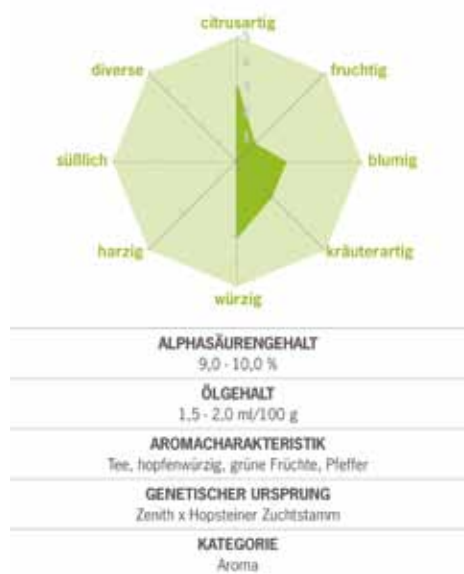 citrusartig
5
diverse fruchtig
süßlich blumig
harzig kräuterartig
würzig
ALPHASÄURENGEHALT
9,0 - 10,0 %
ÖLGEHALT
1,5 - 2,0 ml/100 g
AROMACHARAKTERISTIK
Tee, hopfenwürzig, grüne Früchte, Pfeffer
GENETISCHER URSPRUNG
Zenith x Hopsteiner Zuchtstamm
KATEGORIE
Aroma